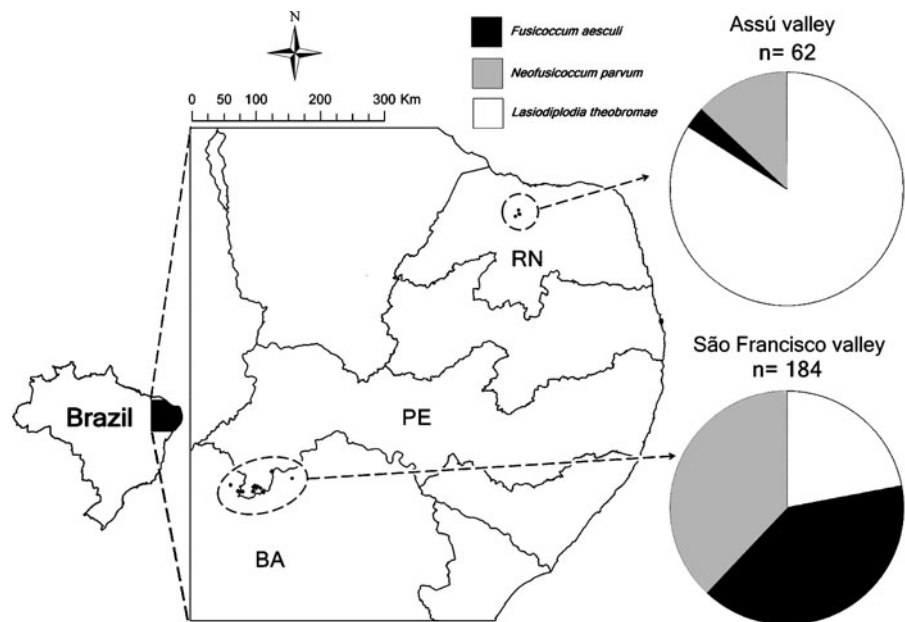 N
0 50 100 200 300 Km
Fusicoccum aesculi
Neofusicoccum parvum
Lasiodiplodia theobromae
Assú valley
n= 62
RN
São Francisco valley
n= 184
Brazil
PE
BA